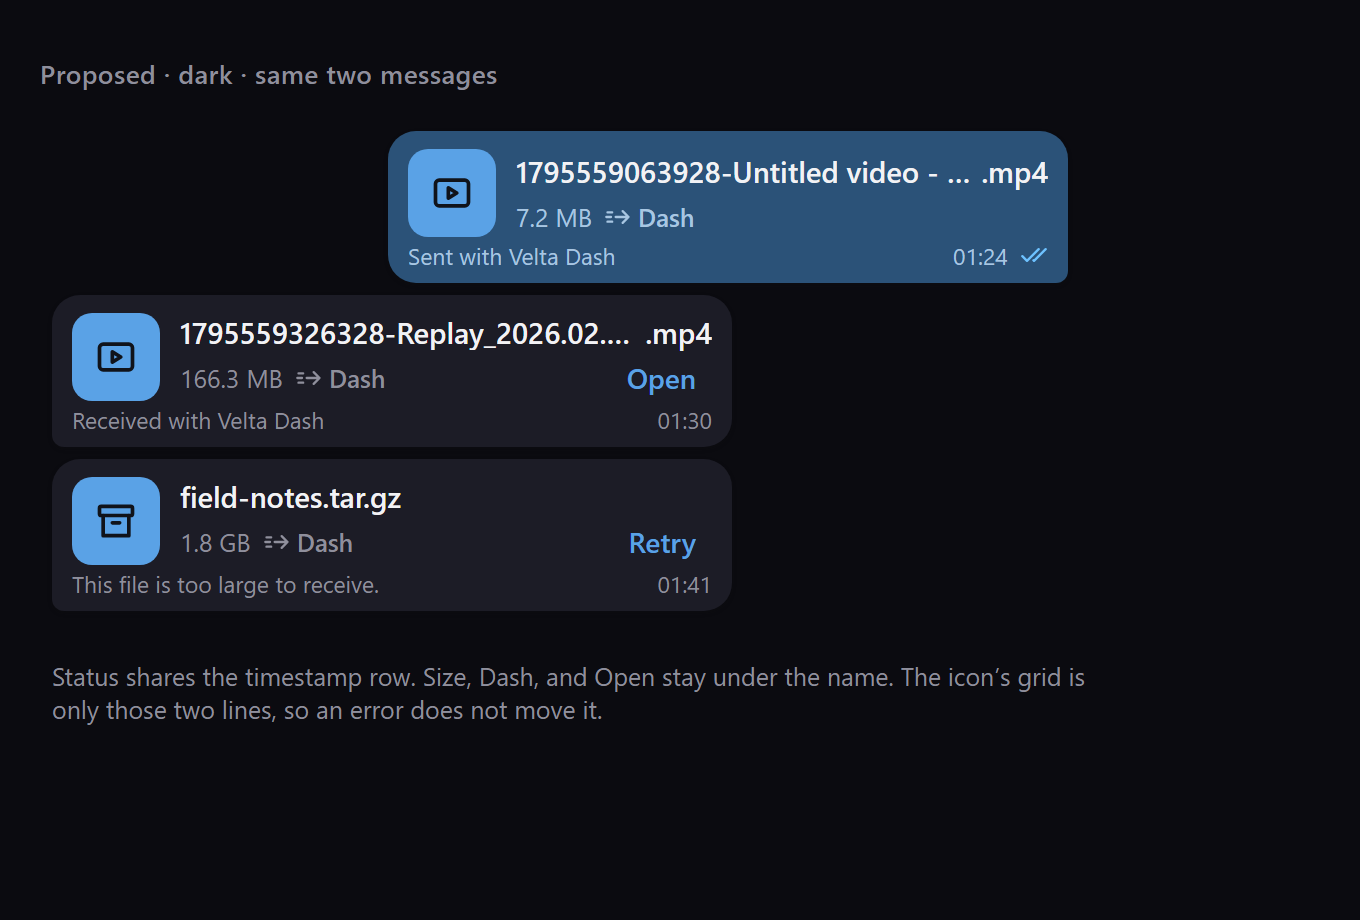 Proposed · dark · same two messages
1795559063928-Untitled video - ... .mp4
7.2 MB Dash
Sent with Velta Dash 01:24
1795559326328-Replay_2026.02.... .mp4
166.3 MB Dash Open
Received with Velta Dash 01:30
field-notes.tar.gz
1.8 GB Dash Retry
This file is too large to receive. 01:41
Status shares the timestamp row. Size, Dash, and Open stay under the name. The icon’s grid is
only those two lines, so an error does not move it.